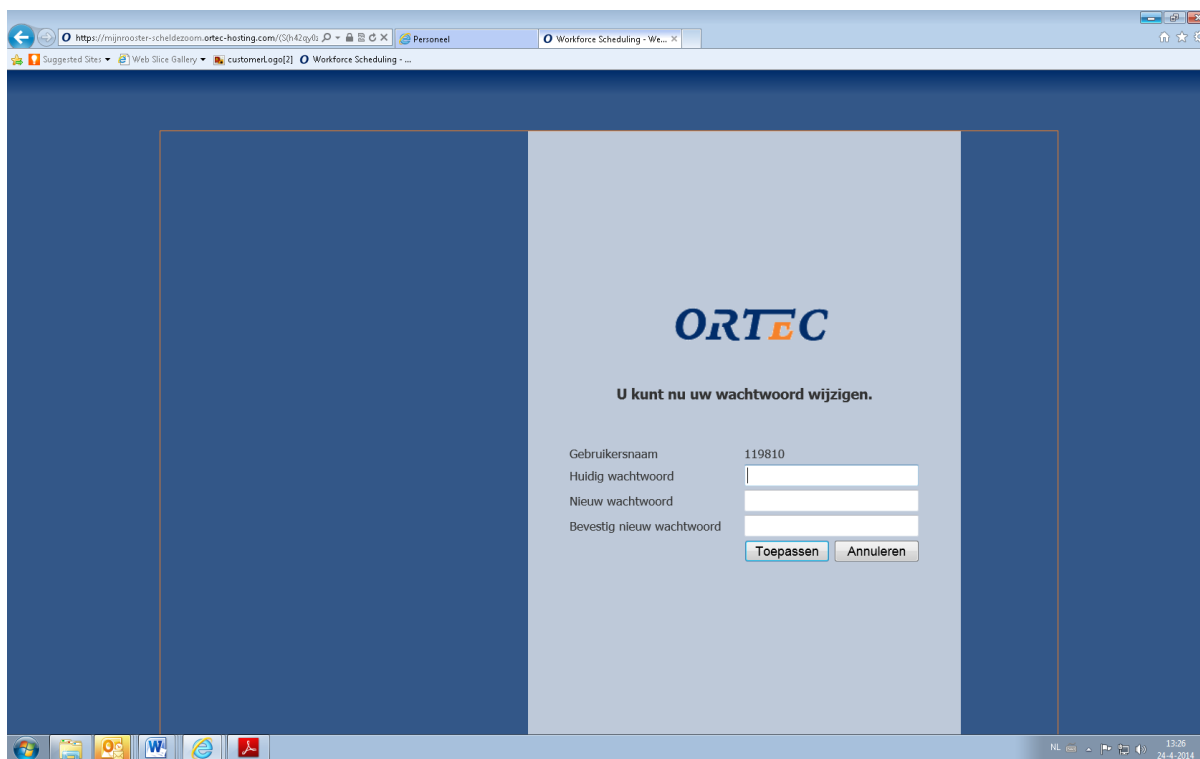 https://mijnrooster-scheldezoom.ortec-hosting.com/(S(h42qy0z
Personeel
Workforce Scheduling - We...
Suggested Sites
Web Slice Gallery
customerLogo[2]
Workforce Scheduling - ...
ORTEC
U kunt nu uw wachtwoord wijzigen.
Gebruikersnaam 119810
Huidig wachtwoord
Nieuw wachtwoord
Bevestig nieuw wachtwoord
Toepassen Annuleren
NL
13:26
24-4-2014